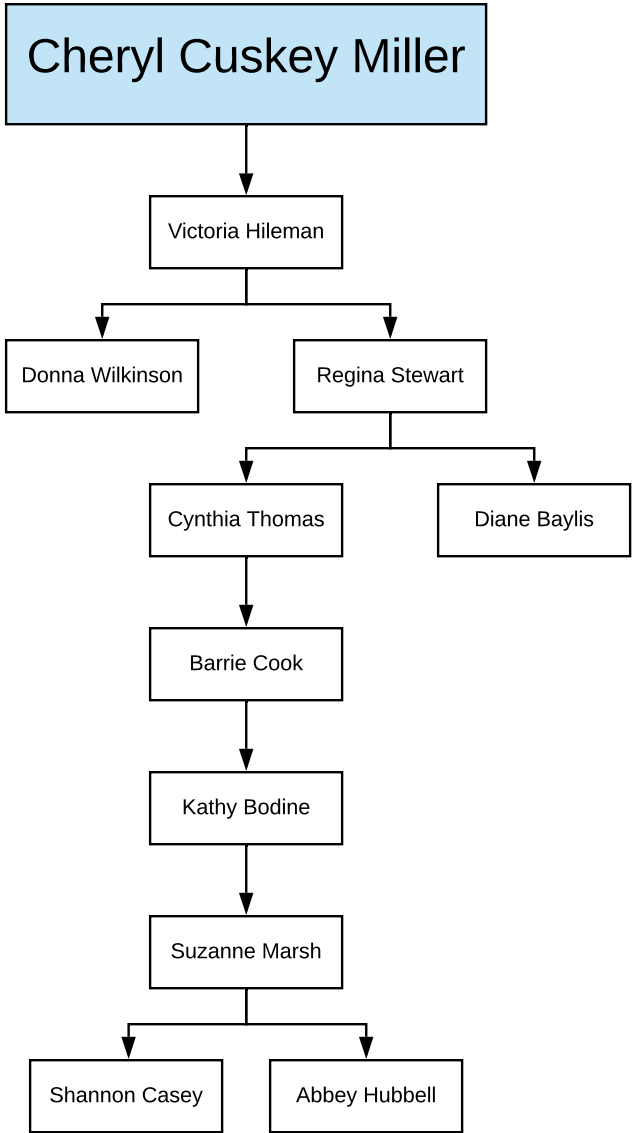 Cheryl Cuskey Miller
Victoria Hileman
Donna Wilkinson
Regina Stewart
Cynthia Thomas
Diane Baylis
Barrie Cook
Kathy Bodine
Suzanne Marsh
Shannon Casey
Abbey Hubbell